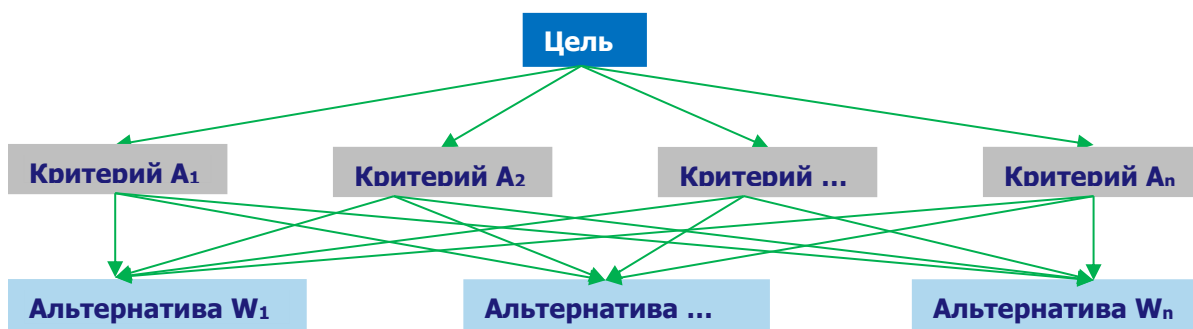 Цель
Критерий A₁
Критерий A₂
Критерий ...
Критерий Aₙ
Альтернатива W₁
Альтернатива ...
Альтернатива Wₙ